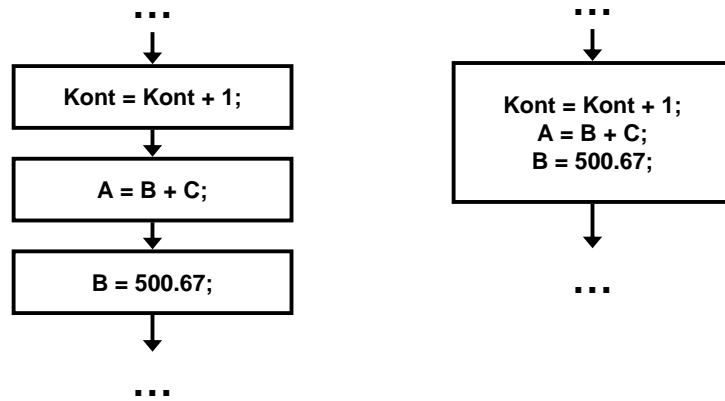 ...
Kont = Kont + 1;
A = B + C;
B = 500.67;
...
...
Kont = Kont + 1;
A = B + C;
B = 500.67;
...